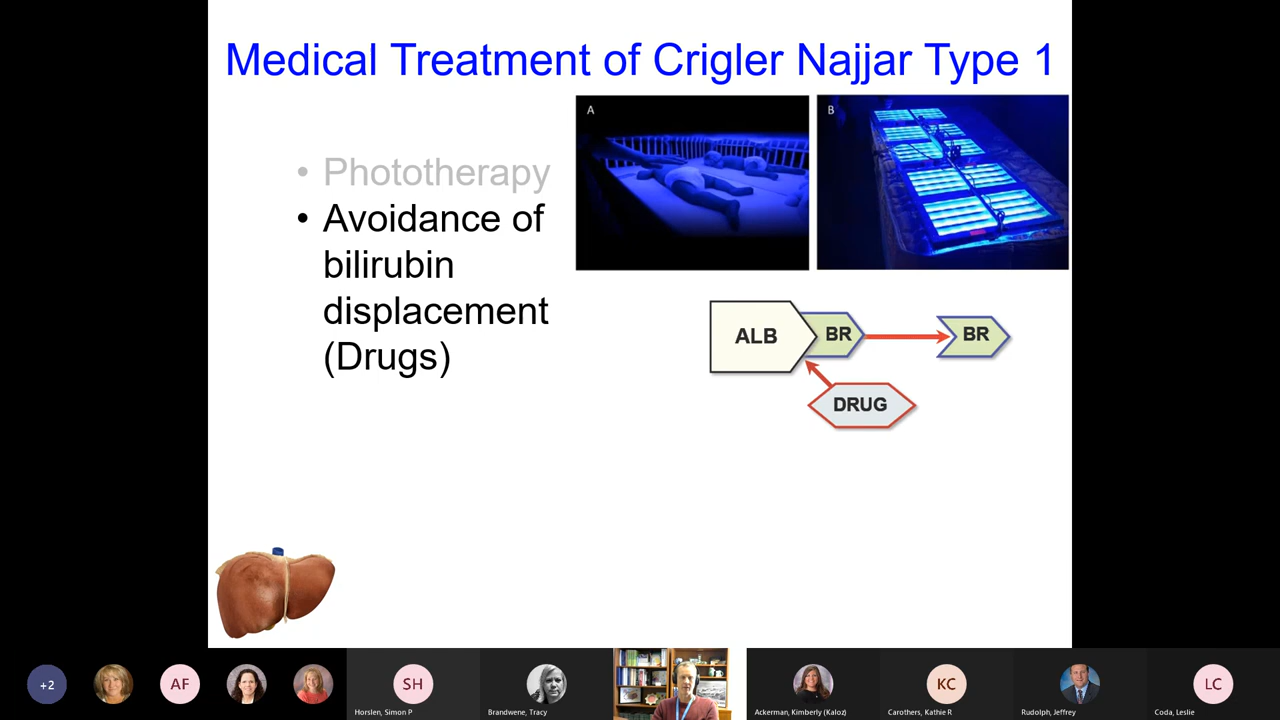 Medical Treatment of Crigler Najjar Type 1
A
B
• Phototherapy
• Avoidance of
bilirubin
displacement
(Drugs)
ALB
BR
BR
DRUG
+2
AF
SH
KC
LC
Horslen, Simon P
Brandwene, Tracy
Ackerman, Kimberly (Kaloz)
Carothers, Kathie R
Rudolph, Jeffrey
Coda, Leslie